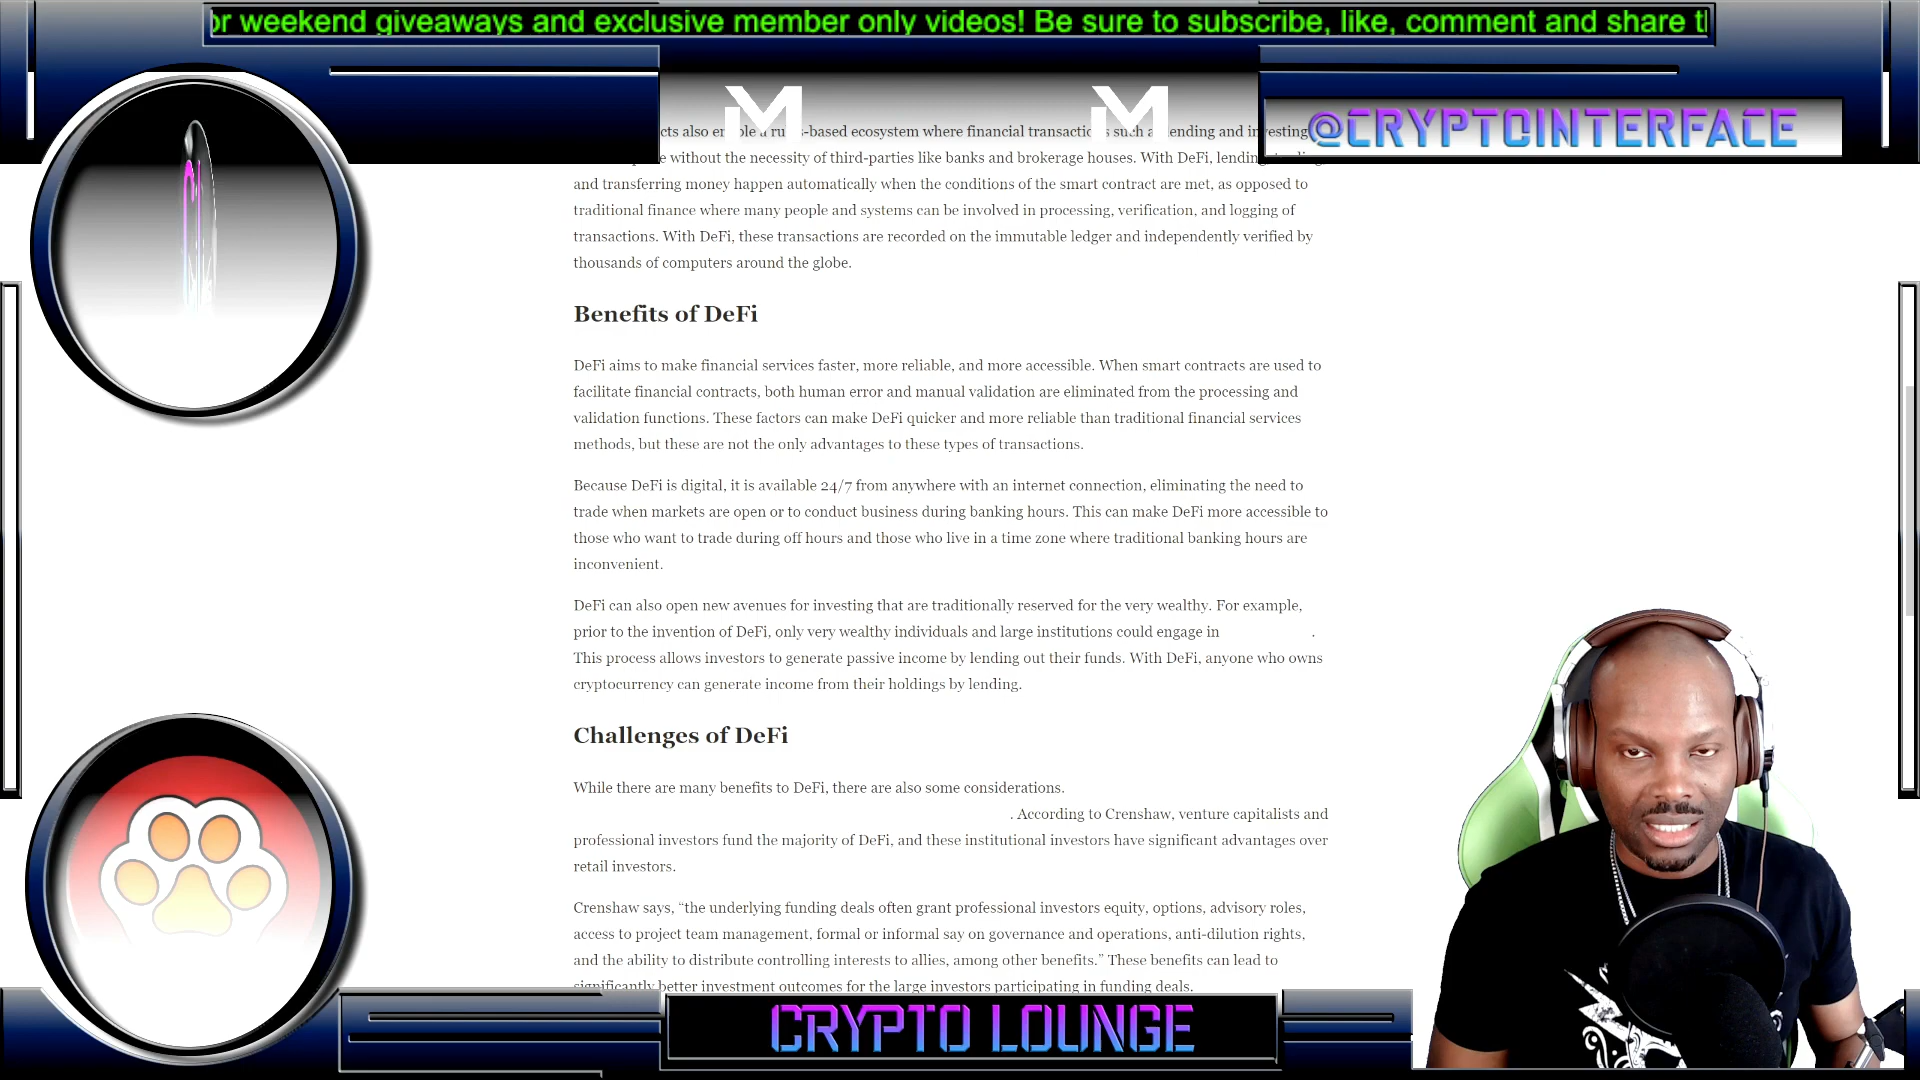 or weekend giveaways and exclusive member only videos! Be sure to subscribe, like, comment and share t
@CRYPTOINTERFACE
cts also enable a rules-based ecosystem where financial transactions such as lending and investing
without the necessity of third-parties like banks and brokerage houses. With DeFi, lending, trading,
and transferring money happen automatically when the conditions of the smart contract are met, as opposed to
traditional finance where many people and systems can be involved in processing, verification, and logging of
transactions. With DeFi, these transactions are recorded on the immutable ledger and independently verified by
thousands of computers around the globe.
Benefits of DeFi
DeFi aims to make financial services faster, more reliable, and more accessible. When smart contracts are used to
facilitate financial contracts, both human error and manual validation are eliminated from the processing and
validation functions. These factors can make DeFi quicker and more reliable than traditional financial services
methods, but these are not the only advantages to these types of transactions.
Because DeFi is digital, it is available 24/7 from anywhere with an internet connection, eliminating the need to
trade when markets are open or to conduct business during banking hours. This can make DeFi more accessible to
those who want to trade during off hours and those who live in a time zone where traditional banking hours are
inconvenient.
DeFi can also open new avenues for investing that are traditionally reserved for the very wealthy. For example,
prior to the invention of DeFi, only very wealthy individuals and large institutions could engage in .
This process allows investors to generate passive income by lending out their funds. With DeFi, anyone who owns
cryptocurrency can generate income from their holdings by lending.
Challenges of DeFi
While there are many benefits to DeFi, there are also some considerations.
. According to Crenshaw, venture capitalists and
professional investors fund the majority of DeFi, and these institutional investors have significant advantages over
retail investors.
Crenshaw says, “the underlying funding deals often grant professional investors equity, options, advisory roles,
access to project team management, formal or informal say on governance and operations, anti-dilution rights,
and the ability to distribute controlling interests to allies, among other benefits.” These benefits can lead to
significantly better investment outcomes for the large investors participating in funding deals.
CRYPTO LOUNGE